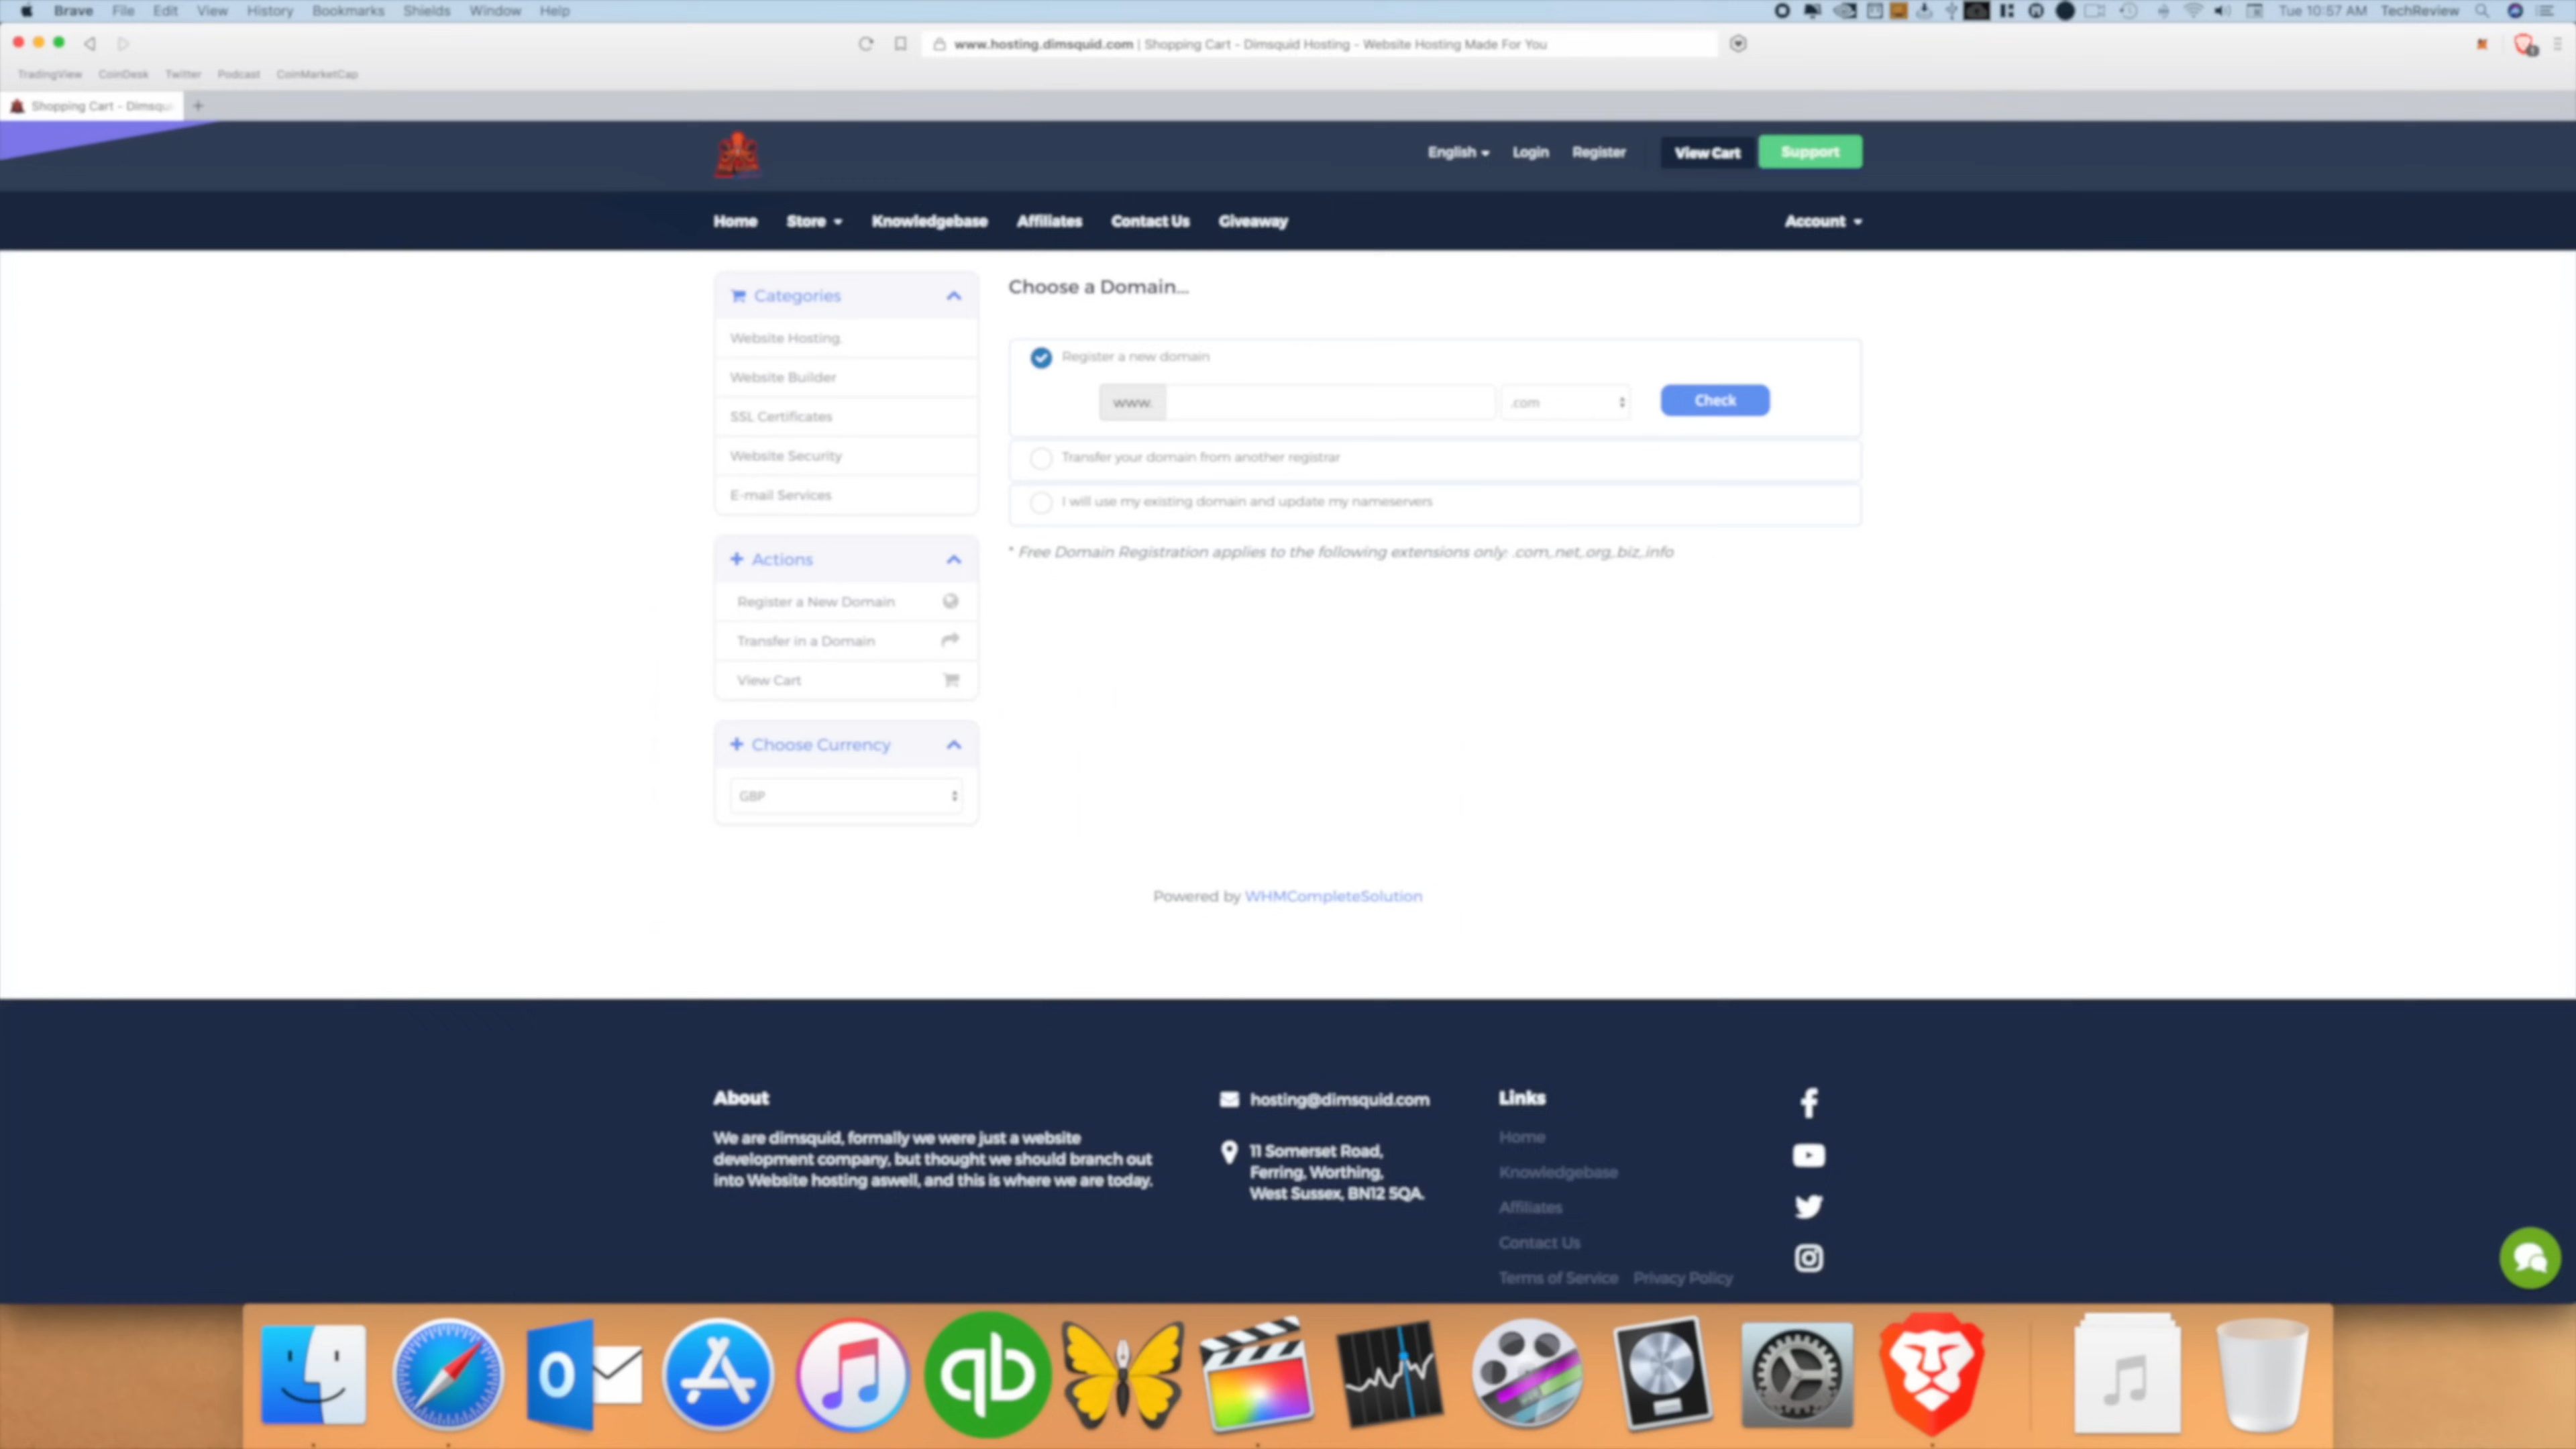 Brave File Edit View History Bookmarks Shields Window Help
Tue 10:57 AM TechReview
www.hosting.dimsquid.com | Shopping Cart - Dimsquid Hosting - Website Hosting Made For You
TradingView CoinDesk Twitter Podcast CoinMarketCap
Shopping Cart - Dimsqui
English Login Register View Cart Support
Home Store Knowledgebase Affiliates Contact Us Giveaway Account
Categories
Website Hosting.
Website Builder
SSL Certificates
Website Security
E-mail Services
Actions
Register a New Domain
Transfer in a Domain
View Cart
Choose Currency
GBP
Choose a Domain...
Register a new domain
www. .com Check
Transfer your domain from another registrar
I will use my existing domain and update my nameservers
* Free Domain Registration applies to the following extensions only: .com,.net,.org,.biz,.info
Powered by WHMCompleteSolution
About
We are dimsquid, formally we were just a website
development company, but thought we should branch out
into Website hosting aswell, and this is where we are today.
hosting@dimsquid.com
11 Somerset Road,
Ferring, Worthing,
West Sussex, BN12 5QA.
Links
Home
Knowledgebase
Affiliates
Contact Us
Terms of Service Privacy Policy
O
qb